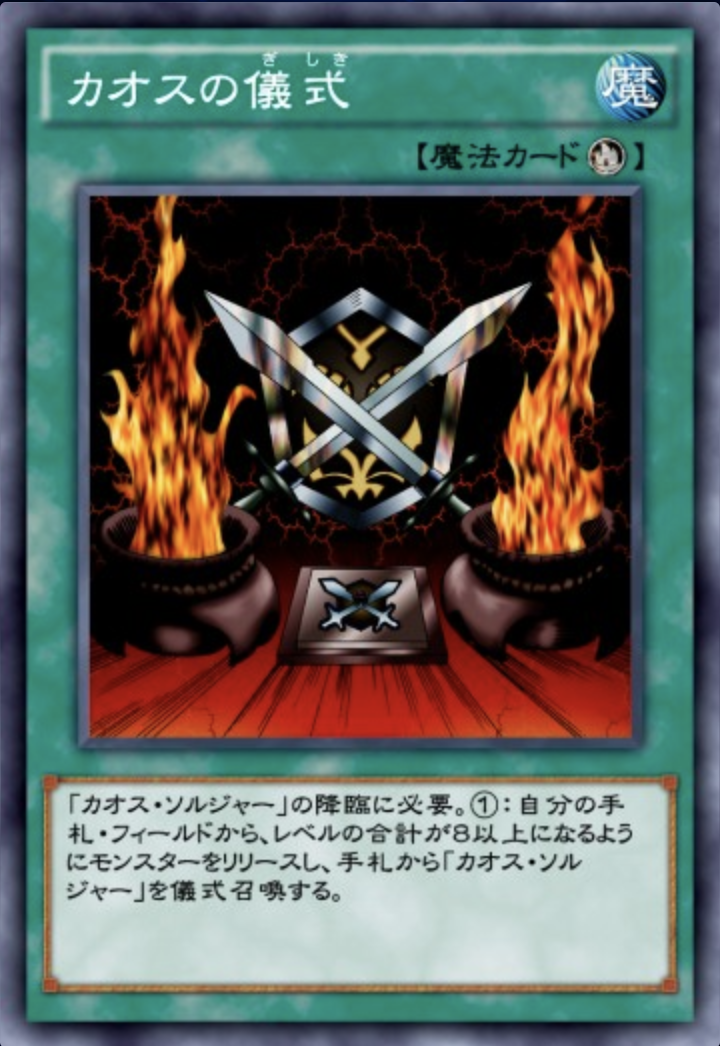 カオスの儀式
ぎしき
魔
【魔法カード】
「カオス・ソルジャー」の降臨に必要。①：自分の手
札・フィールドから、レベルの合計が8以上になるよう
にモンスターをリリースし、手札から「カオス・ソル
ジャー」を儀式召喚する。